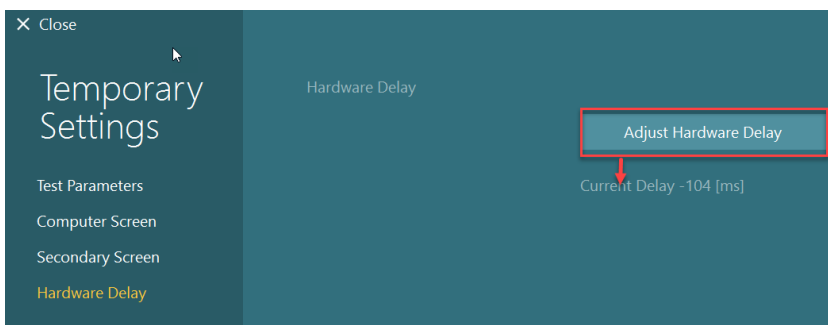 Close
Temporary
Settings
Test Parameters
Computer Screen
Secondary Screen
Hardware Delay
Hardware Delay
Adjust Hardware Delay
Current Delay -104 [ms]